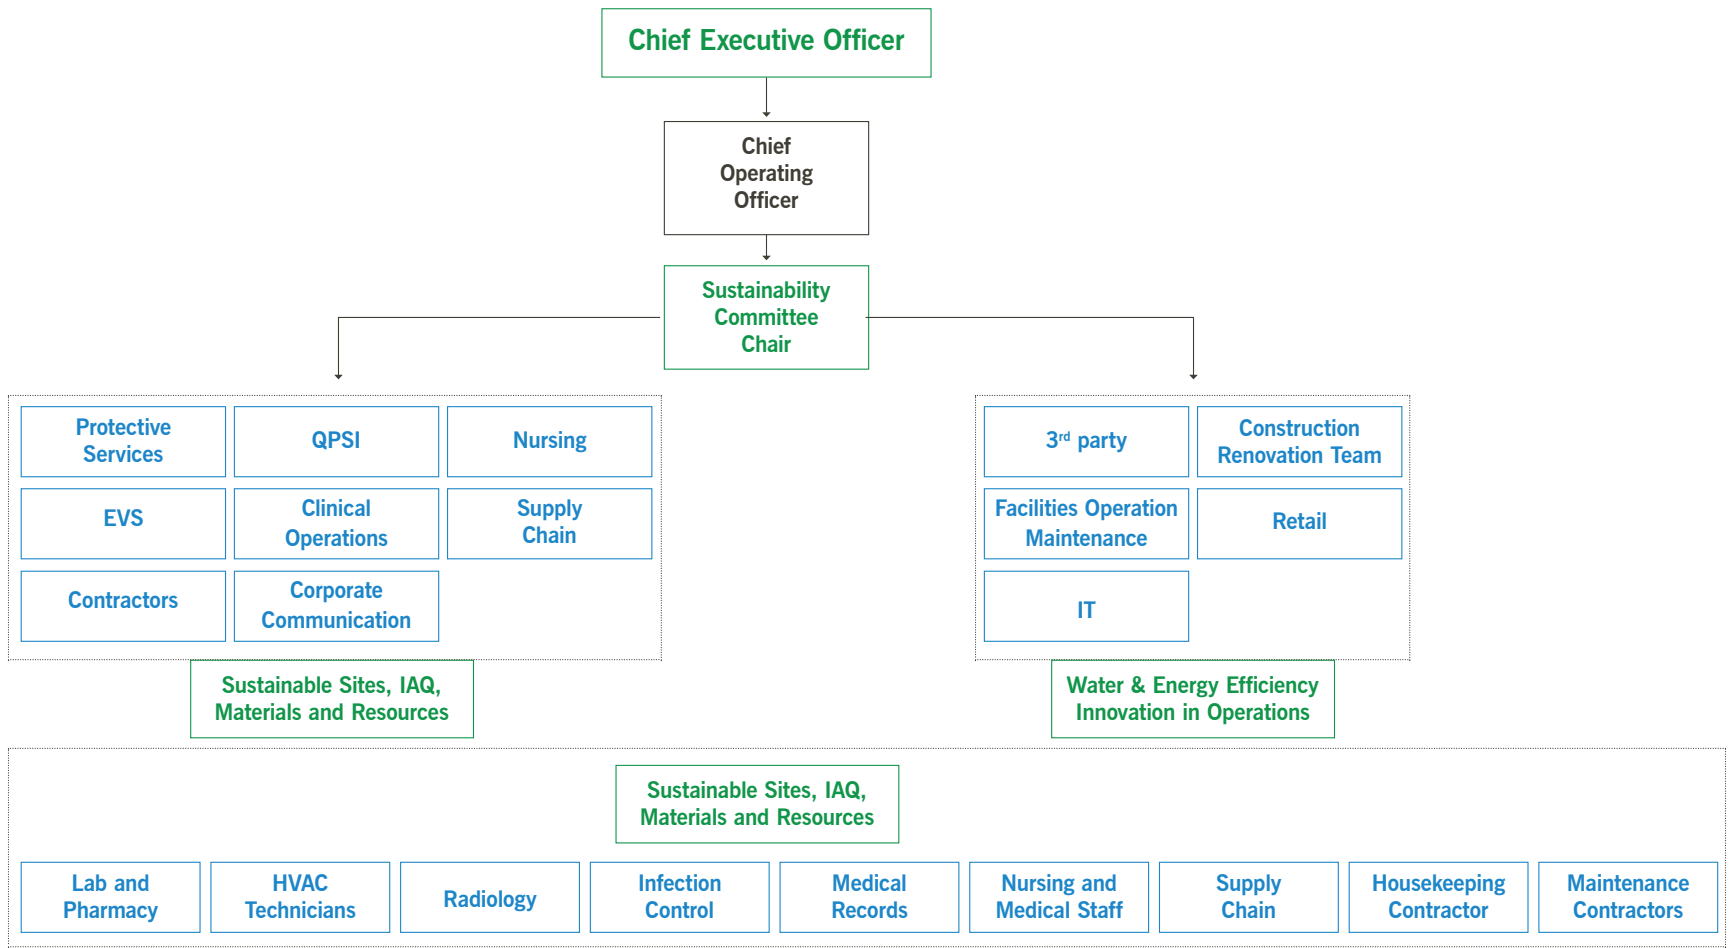 Chief Executive Officer
Chief
Operating
Officer
Sustainability
Committee
Chair
Protective
Services
QPSI
Nursing
EVS
Clinical
Operations
Supply
Chain
Contractors
Corporate
Communication
Sustainable Sites, IAQ,
Materials and Resources
3rd party
Construction
Renovation Team
Facilities Operation
Maintenance
Retail
IT
Water & Energy Efficiency
Innovation in Operations
Sustainable Sites, IAQ,
Materials and Resources
Lab and
Pharmacy
HVAC
Technicians
Radiology
Infection
Control
Medical
Records
Nursing and
Medical Staff
Supply
Chain
Housekeeping
Contractor
Maintenance
Contractors